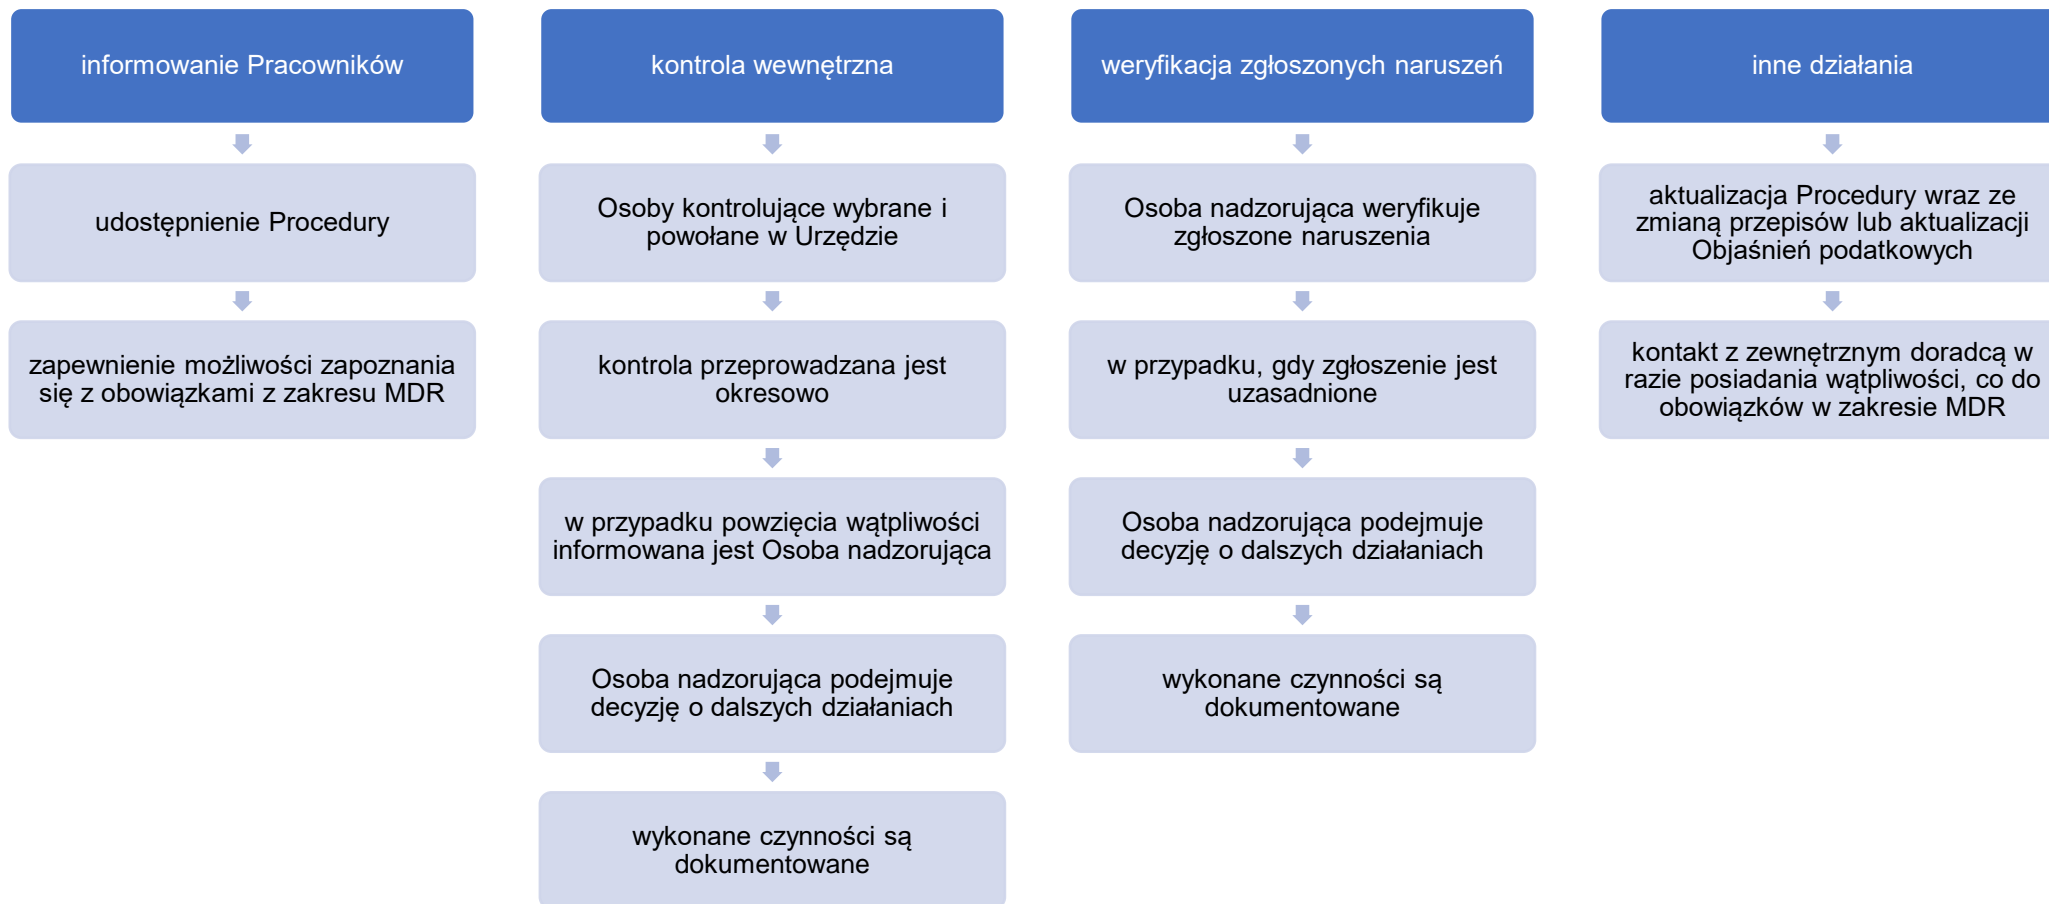 informowanie Pracowników
udostępnienie Procedury
zapewnienie możliwości zapoznania
się z obowiązkami z zakresu MDR
kontrola wewnętrzna
Osoby kontrolujące wybrane i
powołane w Urzędzie
kontrola przeprowadzana jest
okresowo
w przypadku powzięcia wątpliwości
informowana jest Osoba nadzorująca
Osoba nadzorująca podejmuje
decyzję o dalszych działaniach
wykonane czynności są
dokumentowane
weryfikacja zgłoszonych naruszeń
Osoba nadzorująca weryfikuje
zgłoszone naruszenia
w przypadku, gdy zgłoszenie jest
uzasadnione
Osoba nadzorująca podejmuje
decyzję o dalszych działaniach
wykonane czynności są
dokumentowane
inne działania
aktualizacja Procedury wraz ze
zmianą przepisów lub aktualizacji
Objaśnień podatkowych
kontakt z zewnętrznym doradcą w
razie posiadania wątpliwości, co do
obowiązków w zakresie MDR